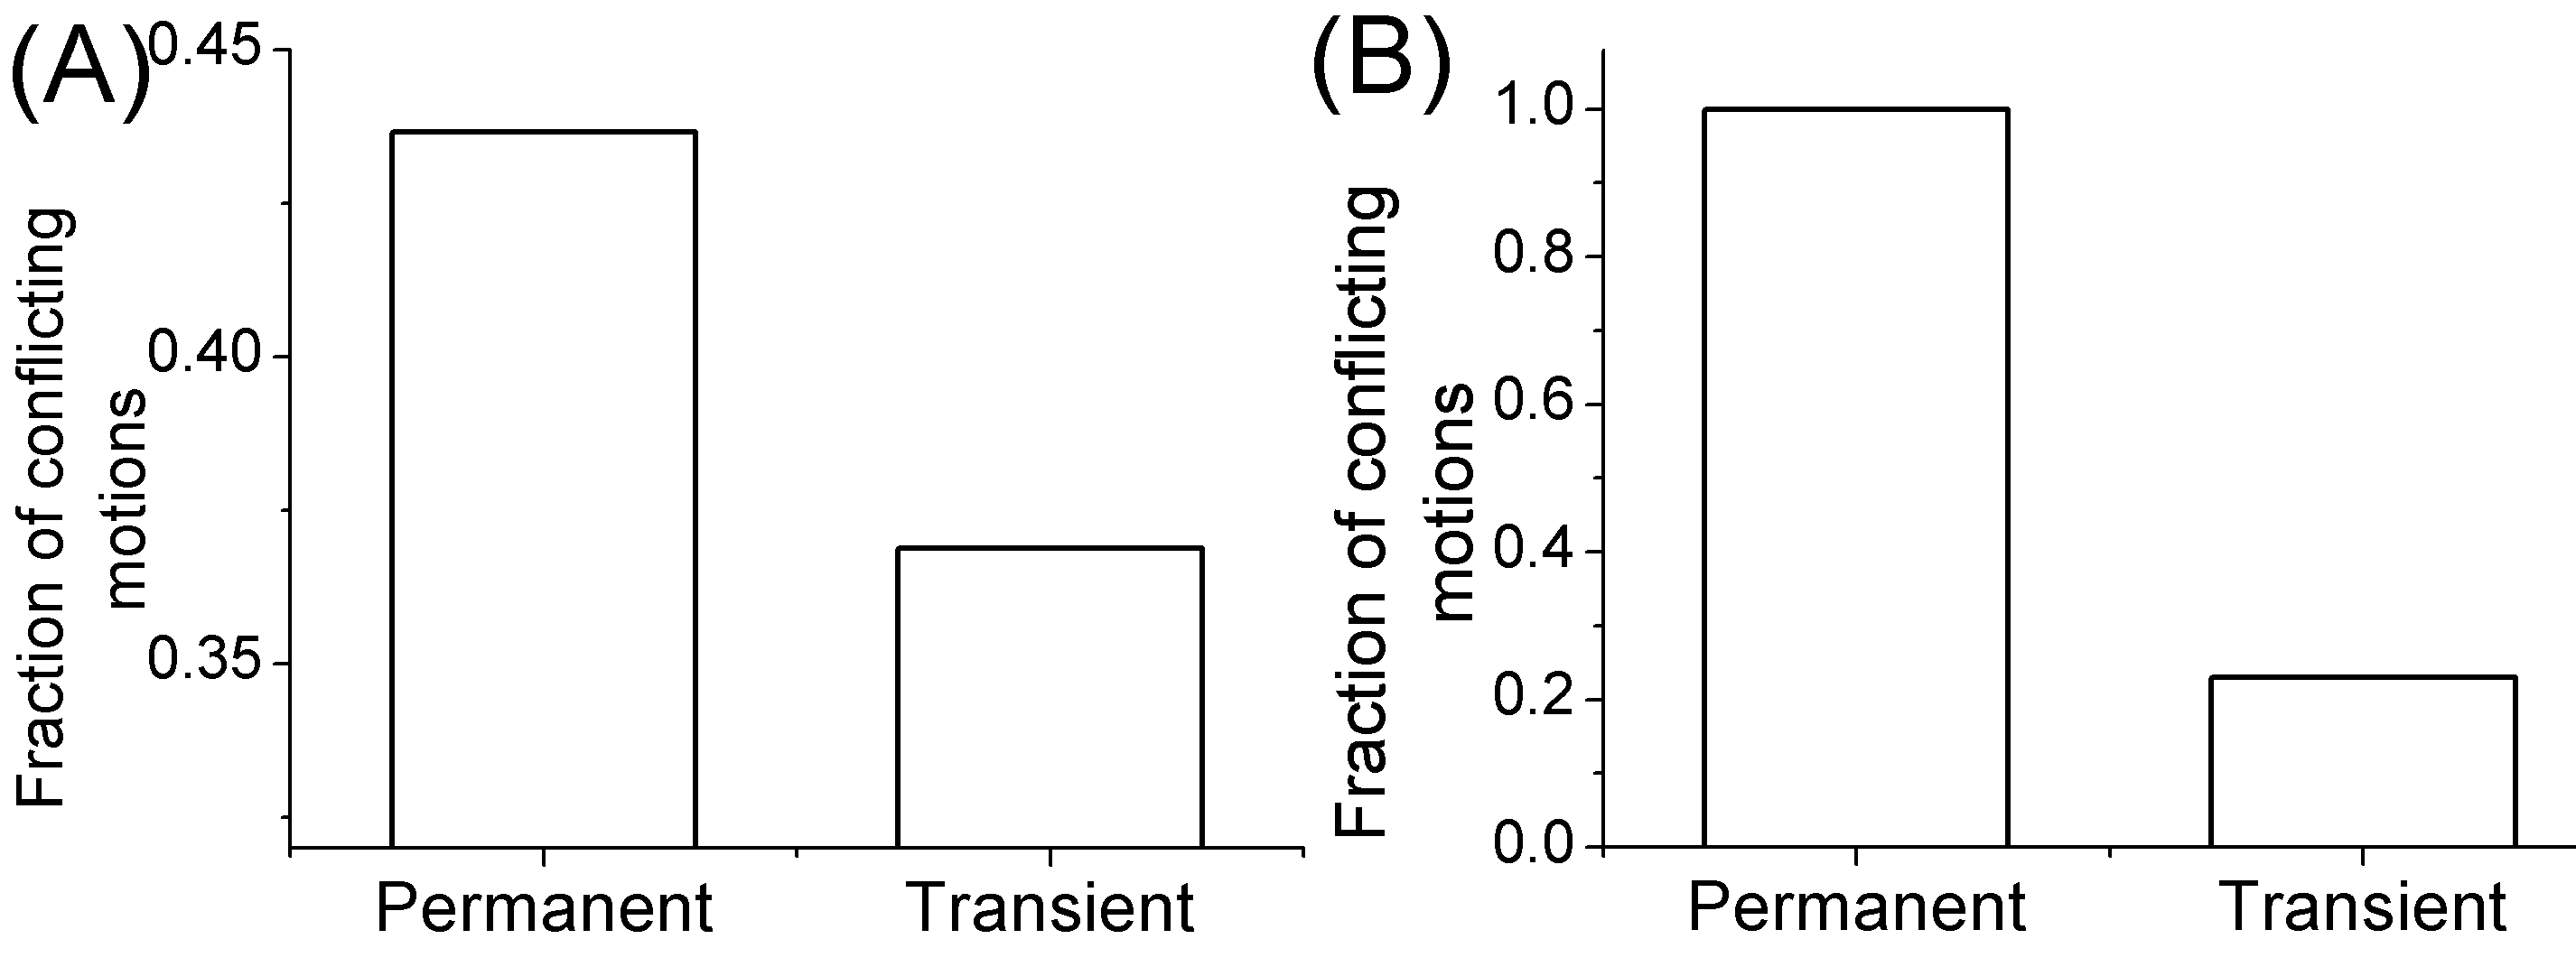 (A)
0.45
0.40
0.35
Fraction of conflicting
motions
Permanent
Transient
(B)
1.0
0.8
0.6
0.4
0.2
0.0
Fraction of conflicting
motions
Permanent
Transient